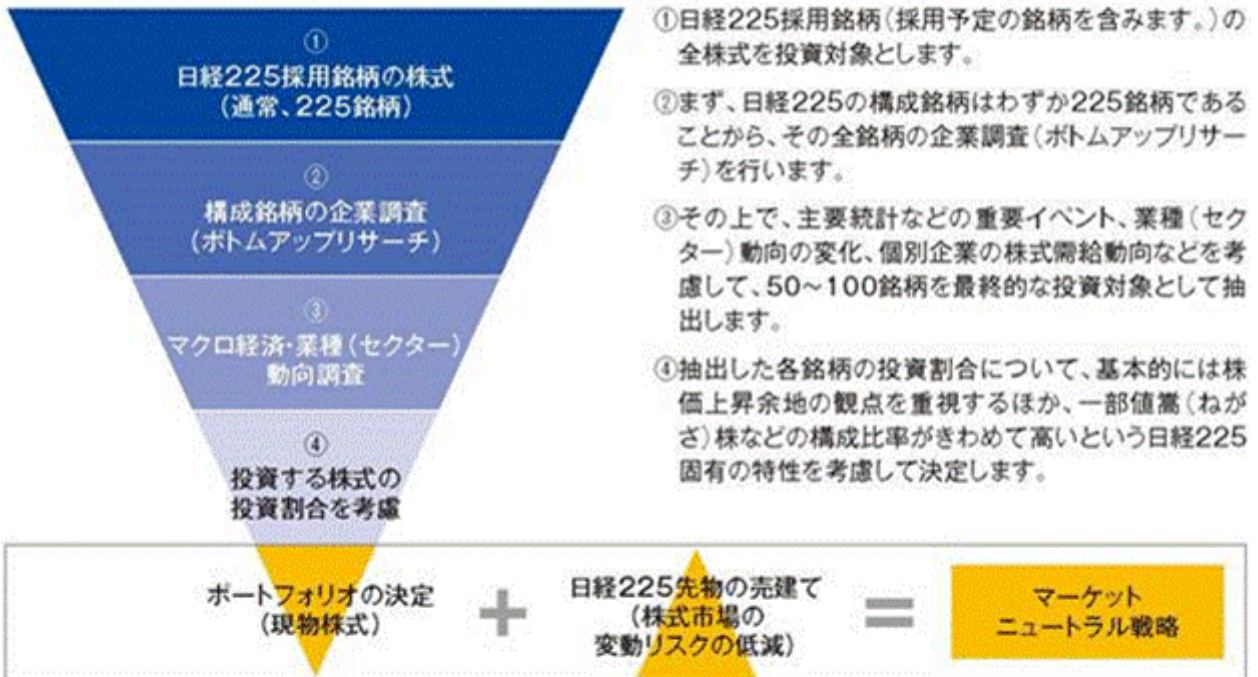 ①
日経225採用銘柄の株式
(通常、225銘柄)
②
構成銘柄の企業調査
(ボトムアップリサーチ)
③
マクロ経済・業種(セクター)
動向調査
④
投資する株式の
投資割合を考慮
①日経225採用銘柄(採用予定の銘柄を含みます。)の
全株式を投資対象とします。
②まず、日経225の構成銘柄はわずか225銘柄である
ことから、その全銘柄の企業調査(ボトムアップリサー
チ)を行います。
③その上で、主要統計などの重要イベント、業種(セク
ター)動向の変化、個別企業の株式需給動向などを考
慮して、50～100銘柄を最終的な投資対象として抽
出します。
④抽出した各銘柄の投資割合について、基本的には株
価上昇余地の観点を重視するほか、一部値嵩(ねが
さ)株などの構成比率がきわめて高いという日経225
固有の特性を考慮して決定します。
ポートフォリオの決定
(現物株式)
+
日経225先物の売建て
(株式市場の
変動リスクの低減)
=
マーケット
ニュートラル戦略